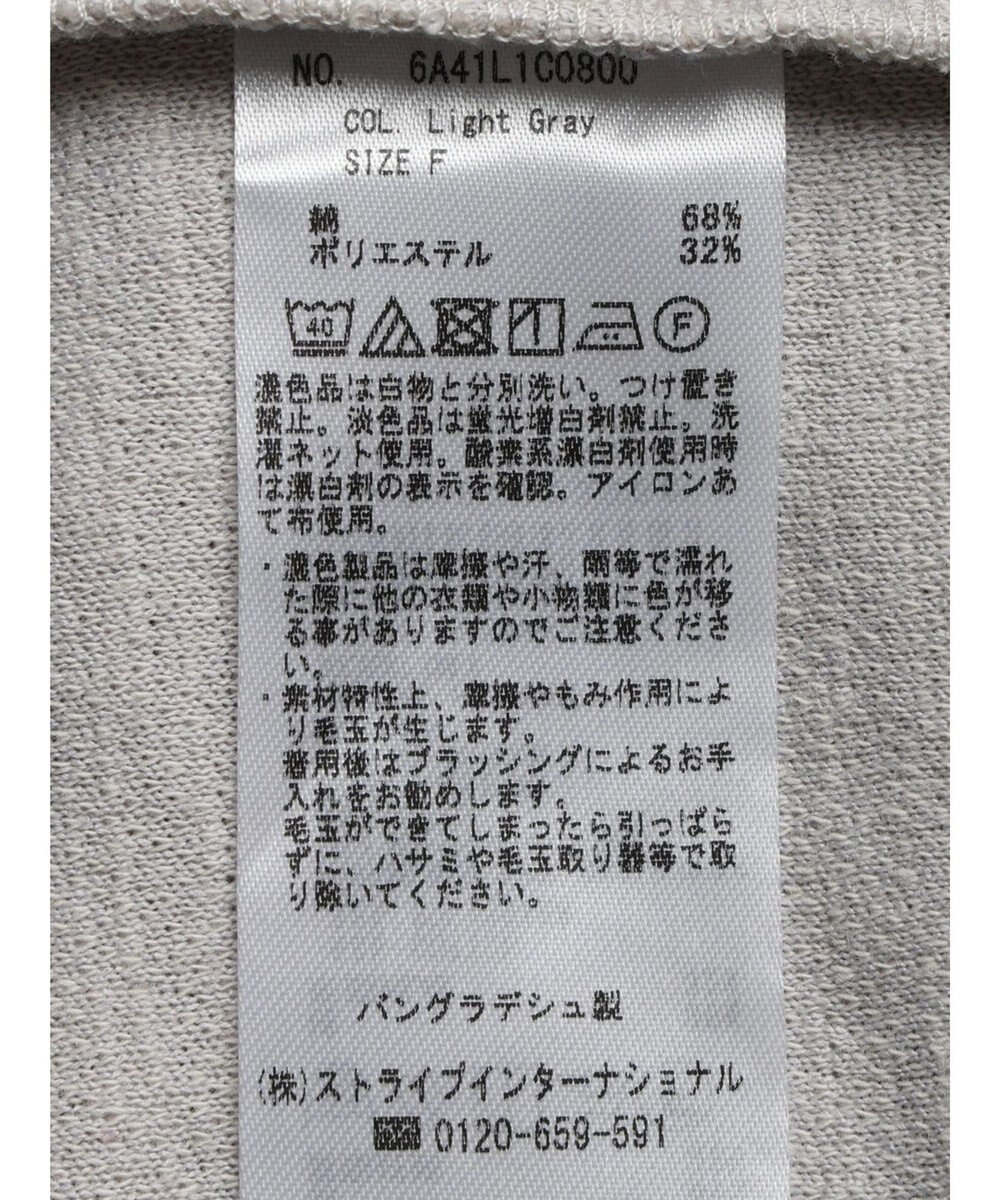 NO. 6A41L1C0800
COL. Light Gray
SIZE F
綿 68%
ポリエステル 32%
40 F
濃色品は白物と分別洗い。つけ置き
禁止。淡色品は蛍光増白剤禁止。洗
濯ネット使用。酸素系漂白剤使用時
は漂白剤の表示を確認。アイロンあ
て布使用。
・濃色製品は摩擦や汗、雨等で濡れ
た際に他の衣類や小物類に色が移
る事がありますのでご注意くださ
い。
・素材特性上、摩擦やもみ作用によ
り毛玉が生じます。
着用後はブラッシングによるお手
入れをお勧めします。
毛玉ができてしまったら引っぱら
ずに、ハサミや毛玉取り器等で取
り除いてください。
バングラデシュ製
(株)ストライプインターナショナル
0120-659-591